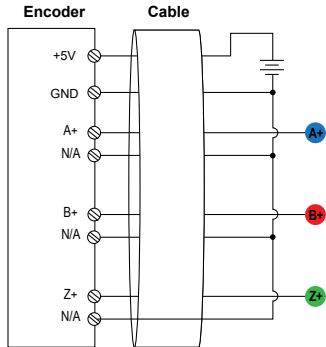 Encoder Cable
+5V
GND
A+ A+
N/A
B+ B+
N/A
Z+ Z+
N/A